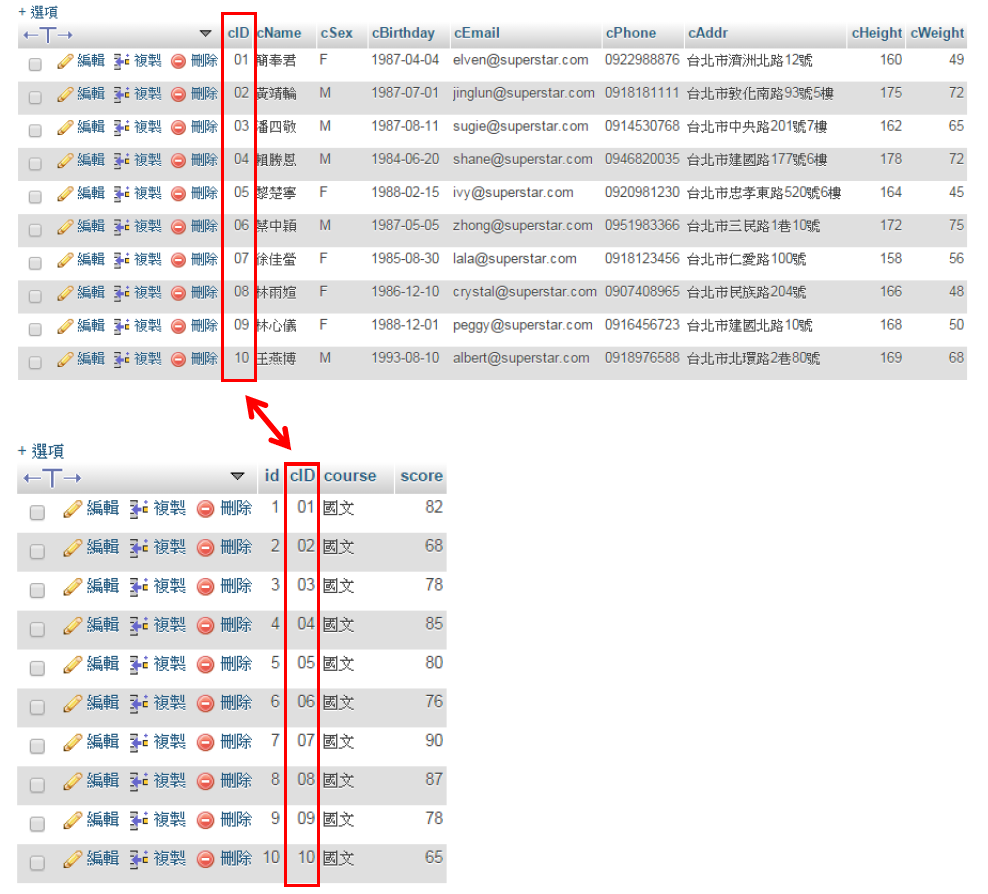 + 選項
←T→ cID cName cSex cBirthday cEmail cPhone cAddr cHeight cWeight
編輯 複製 刪除 01 簡奉君 F 1987-04-04 elven@superstar.com 0922988876 台北市濟洲北路12號 160 49
編輯 複製 刪除 02 黃靖輪 M 1987-07-01 jinglun@superstar.com 0918181111 台北市敦化南路93號5樓 175 72
編輯 複製 刪除 03 潘四敬 M 1987-08-11 sugie@superstar.com 0914530768 台北市中央路201號7樓 162 65
編輯 複製 刪除 04 賴勝恩 M 1984-06-20 shane@superstar.com 0946820035 台北市建國路177號6樓 178 72
編輯 複製 刪除 05 黎楚寧 F 1988-02-15 ivy@superstar.com 0920981230 台北市忠孝東路520號6樓 164 45
編輯 複製 刪除 06 蔡中穎 M 1987-05-05 zhong@superstar.com 0951983366 台北市三民路1巷10號 172 75
編輯 複製 刪除 07 徐佳螢 F 1985-08-30 lala@superstar.com 0918123456 台北市仁愛路100號 158 56
編輯 複製 刪除 08 林雨媗 F 1986-12-10 crystal@superstar.com 0907408965 台北市民族路204號 166 48
編輯 複製 刪除 09 林心儀 F 1988-12-01 peggy@superstar.com 0916456723 台北市建國北路10號 168 50
編輯 複製 刪除 10 王燕博 M 1993-08-10 albert@superstar.com 0918976588 台北市北環路2巷80號 169 68
+ 選項
←T→ id cID course score
編輯 複製 刪除 1 01 國文 82
編輯 複製 刪除 2 02 國文 68
編輯 複製 刪除 3 03 國文 78
編輯 複製 刪除 4 04 國文 85
編輯 複製 刪除 5 05 國文 80
編輯 複製 刪除 6 06 國文 76
編輯 複製 刪除 7 07 國文 90
編輯 複製 刪除 8 08 國文 87
編輯 複製 刪除 9 09 國文 78
編輯 複製 刪除 10 10 國文 65